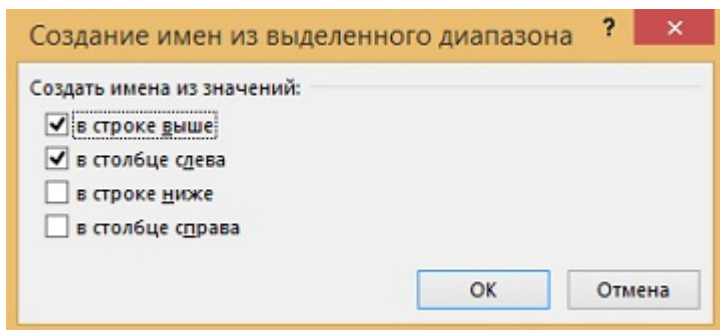 Создание имен из выделенного диапазона ? ×
Создать имена из значений:
в строке выше
в столбце слева
в строке ниже
в столбце справа
ОК Отмена